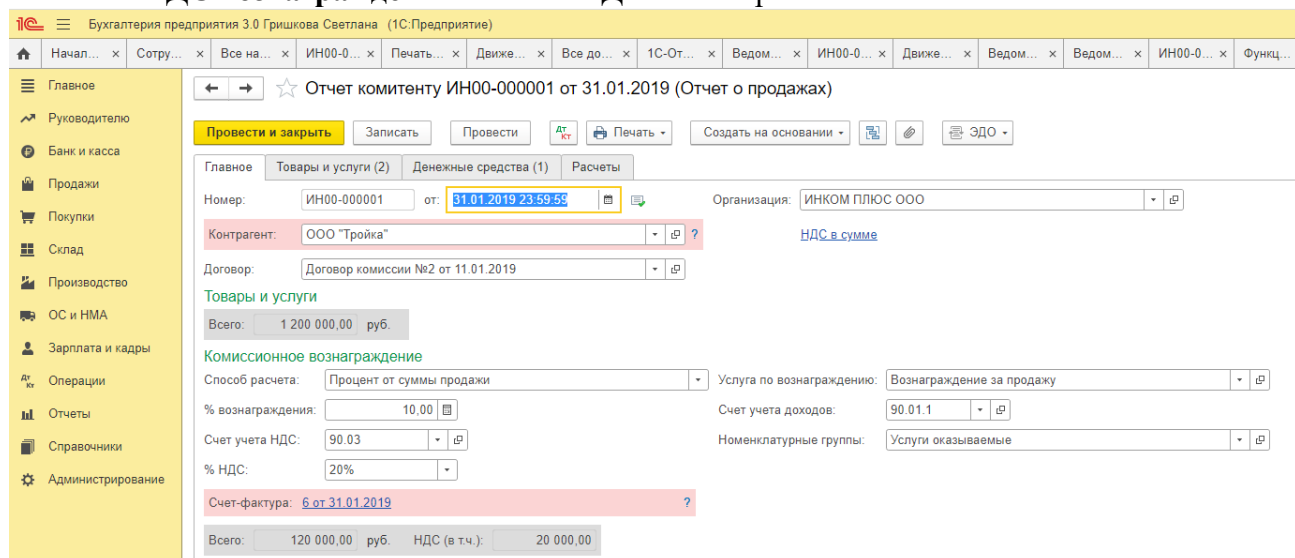 1С Бухгалтерия предприятия 3.0 Гришкова Светлана (1С:Предприятие)
Начал... × Сотру... × Все на... × ИН00-0... × Печать... × Движе... × Все до... × 1С-От... × Ведом... × ИН00-0... × Движе... × Ведом... × Ведом... × ИН00-0... × Функц...
Главное
Руководителю
Банк и касса
Продажи
Покупки
Склад
Производство
ОС и НМА
Зарплата и кадры
Дт Кт Операции
Отчеты
Справочники
Администрирование
Отчет комитенту ИН00-000001 от 31.01.2019 (Отчет о продажах)
Провести и закрыть Записать Провести Дт Кт Печать Создать на основании ЭДО
Главное Товары и услуги (2) Денежные средства (1) Расчеты
Номер: ИН00-000001 от: 31.01.2019 23:59:59 Организация: ИНКОМ ПЛЮС ООО
Контрагент: ООО "Тройка" ? НДС в сумме
Договор: Договор комиссии №2 от 11.01.2019
Товары и услуги
Всего: 1 200 000,00 руб.
Комиссионное вознаграждение
Способ расчета: Процент от суммы продажи Услуга по вознаграждению: Вознаграждение за продажу
% вознаграждения: 10,00 Счет учета доходов: 90.01.1
Счет учета НДС: 90.03 Номенклатурные группы: Услуги оказываемые
% НДС: 20%
Счет-фактура: 6 от 31.01.2019 ?
Всего: 120 000,00 руб. НДС (в т.ч.): 20 000,00